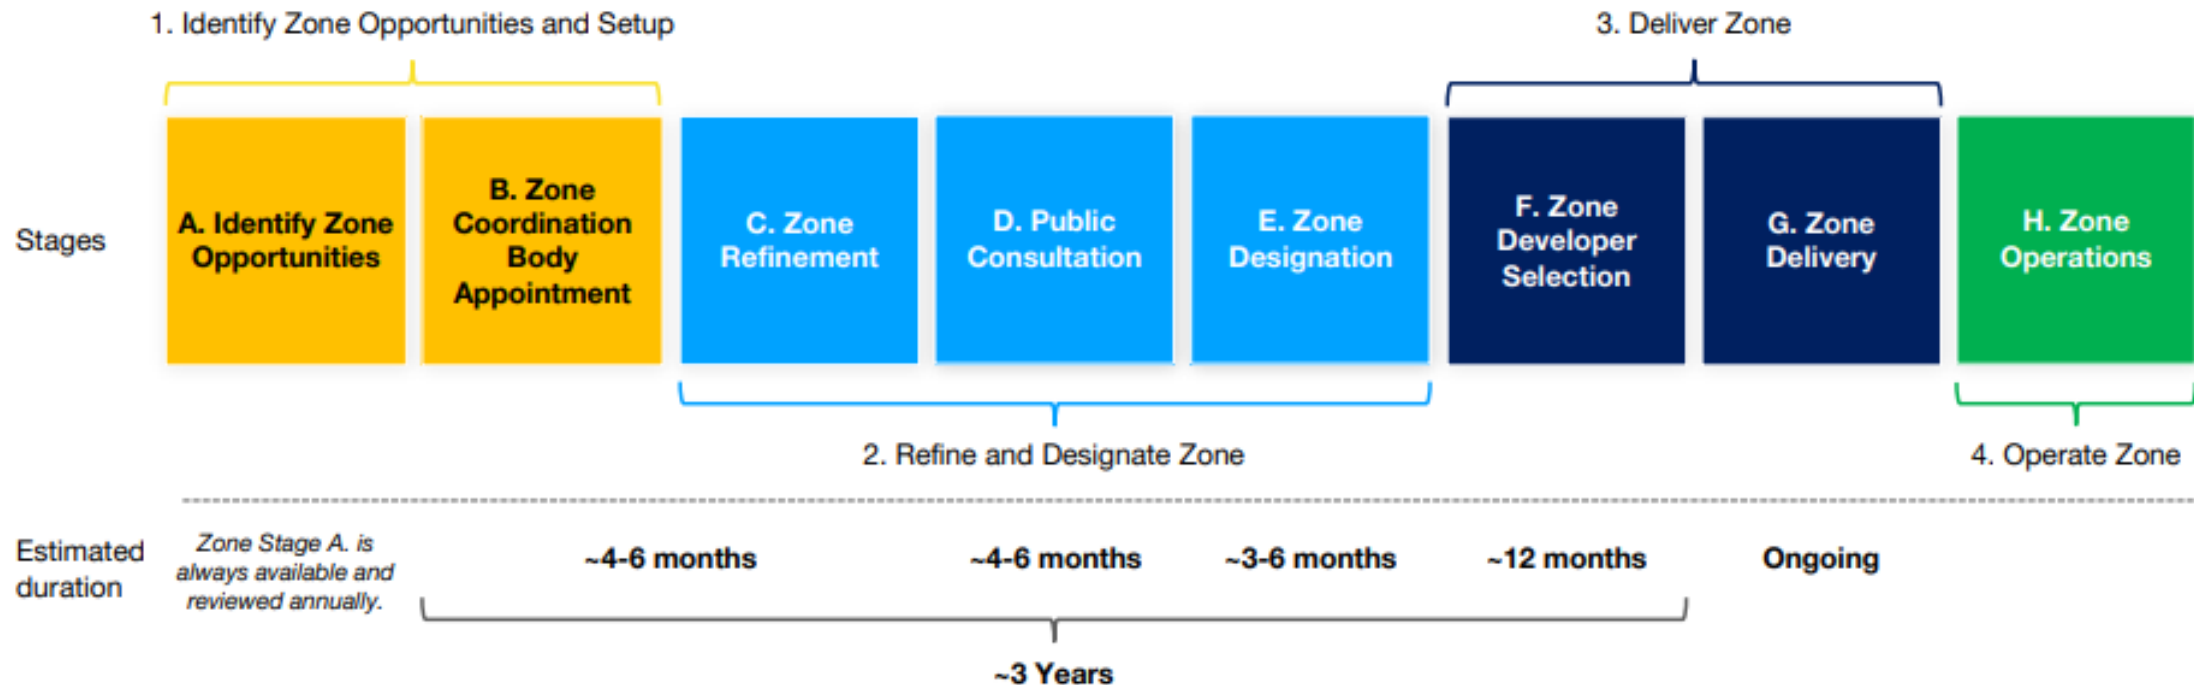 1. Identify Zone Opportunities and Setup
3. Deliver Zone
Stages
A. Identify Zone
Opportunities
B. Zone
Coordination
Body
Appointment
C. Zone
Refinement
D. Public
Consultation
E. Zone
Designation
F. Zone
Developer
Selection
G. Zone
Delivery
H. Zone
Operations
2. Refine and Designate Zone
4. Operate Zone
Estimated
duration
Zone Stage A. is
always available and
reviewed annually.
~4-6 months
~4-6 months
~3-6 months
~12 months
Ongoing
~3 Years